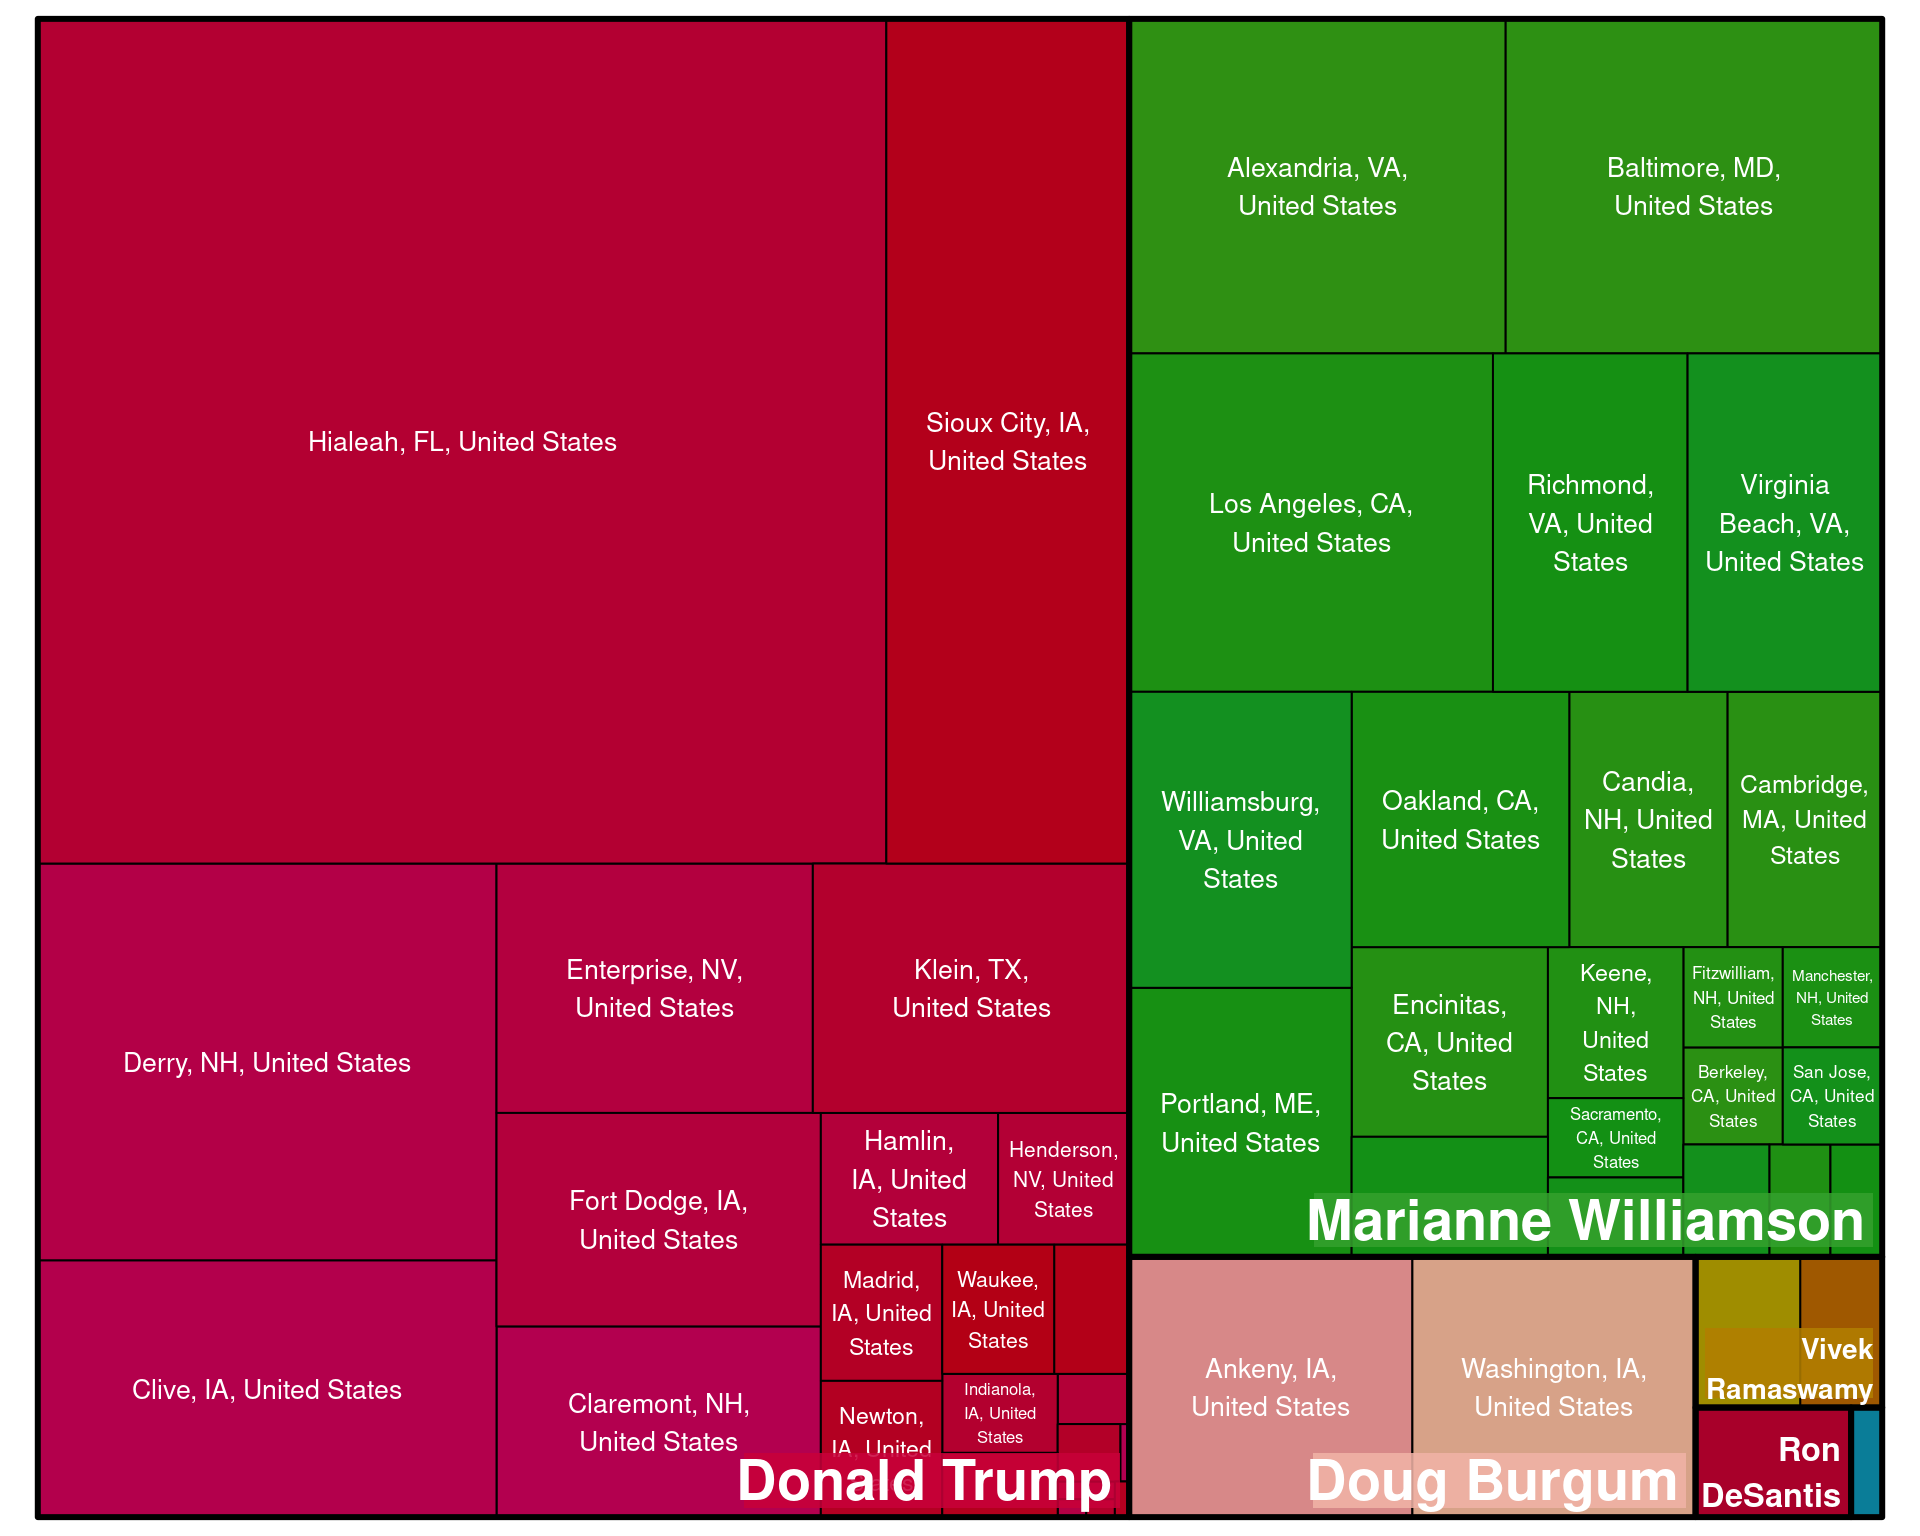 Hialeah, FL, United States
Sioux City, IA,
United States
Derry, NH, United States
Enterprise, NV,
United States
Klein, TX,
United States
Clive, IA, United States
Fort Dodge, IA,
United States
Claremont, NH,
United States
Hamlin,
IA, United
States
Henderson,
NV, United
States
Madrid,
IA, United
States
Waukee,
IA, United
States
Newton,
IA, United
Indianola,
IA, United
States
Donald Trump
Alexandria, VA,
United States
Baltimore, MD,
United States
Los Angeles, CA,
United States
Richmond,
VA, United
States
Virginia
Beach, VA,
United States
Williamsburg,
VA, United
States
Oakland, CA,
United States
Candia,
NH, United
States
Cambridge,
MA, United
States
Portland, ME,
United States
Encinitas,
CA, United
States
Keene,
NH,
United
States
Fitzwilliam,
NH, United
States
Manchester,
NH, United
States
Berkeley,
CA, United
States
San Jose,
CA, United
States
Sacramento,
CA, United
States
Marianne Williamson
Ankeny, IA,
United States
Washington, IA,
United States
Doug Burgum
Vivek
Ramaswamy
Ron
DeSantis